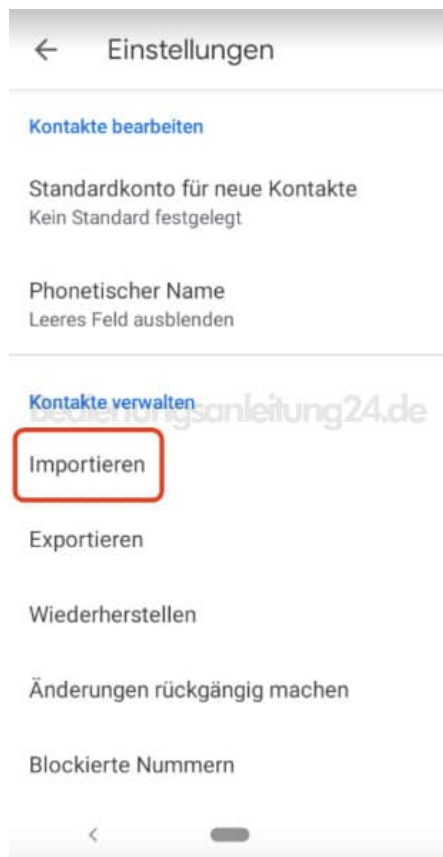 Einstellungen
Kontakte bearbeiten
Standardkonto für neue Kontakte
Kein Standard festgelegt
Phonetischer Name
Leeres Feld ausblenden
Kontakte verwalten
bedienungsanleitung24.de
Importieren
Exportieren
Wiederherstellen
Änderungen rückgängig machen
Blockierte Nummern